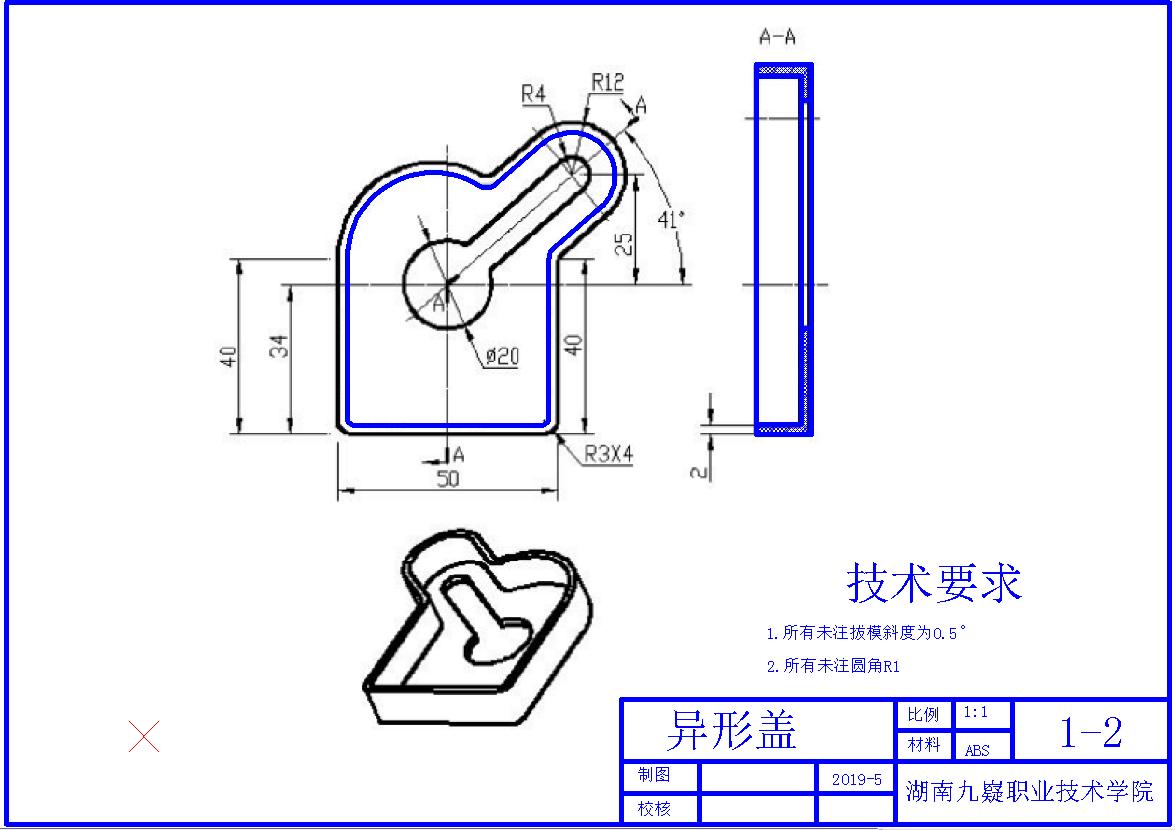 A-A
R4
R12
A
41°
25
A
Ø20
40
34
40
R3X4
A
50
2
技术要求
1.所有未注拔模斜度为0.5°
2.所有未注圆角R1
异形盖
比例
1:1
材料
ABS
1-2
制图
2019-5
校核
湖南九嶷职业技术学院